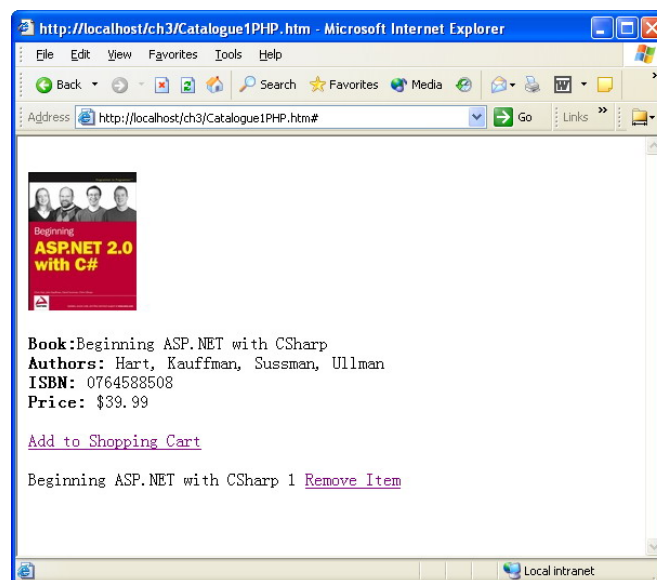 http://localhost/ch3/Catalogue1PHP.htm - Microsoft Internet Explorer
File Edit View Favorites Tools Help
Back Search Favorites Media
Address http://localhost/ch3/Catalogue1PHP.htm# Go Links
Beginning
ASP.NET 2.0
with C#
Book:Beginning ASP.NET with CSharp
Authors: Hart, Kauffman, Sussman, Ullman
ISBN: 0764588508
Price: $39.99
Add to Shopping Cart
Beginning ASP.NET with CSharp 1 Remove Item
Local intranet